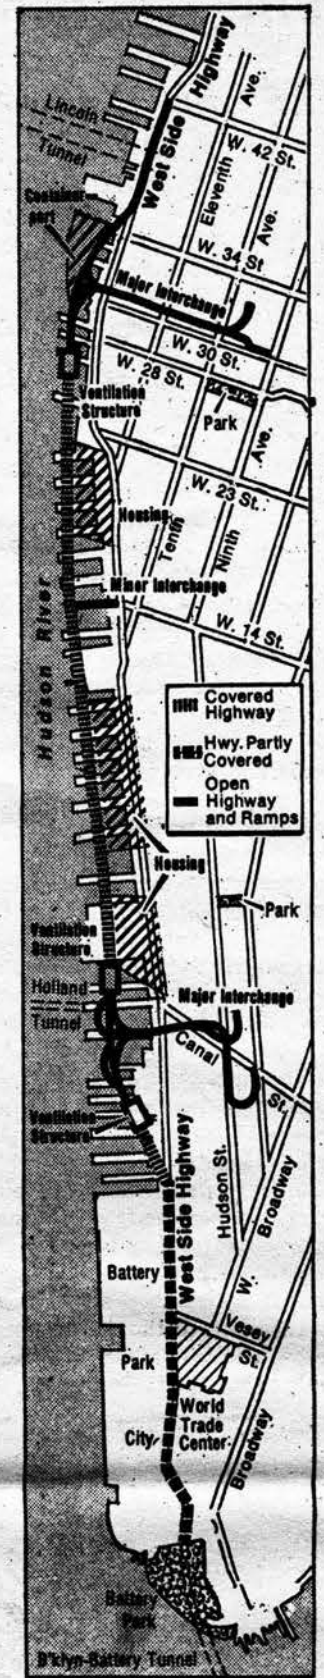 Highway
West Side
Ave.
Lincoln
Tunnel
W. 42 St.
Eleventh
Ave.
Container
port
W. 34 St
Major Interchange
W. 30 St.
W. 28 St.
Park
Ventilation
Structure
Ave.
W. 23 St.
Housing
Tenth
Ninth
Minor Interchange
W. 14 St.
Hudson River
Covered
Highway
Hwy. Partly
Covered
Open
Highway
and Ramps
Housing
Park
Ventilation
Structure
Holland
Tunnel
Major Interchange
Canal
St.
Ventilation
Structure
West Side Highway
Hudson St.
W. Broadway
Battery
Park
City
Vesey
St.
World
Trade
Center
Broadway
Battery
Park
B'klyn-Battery Tunnel